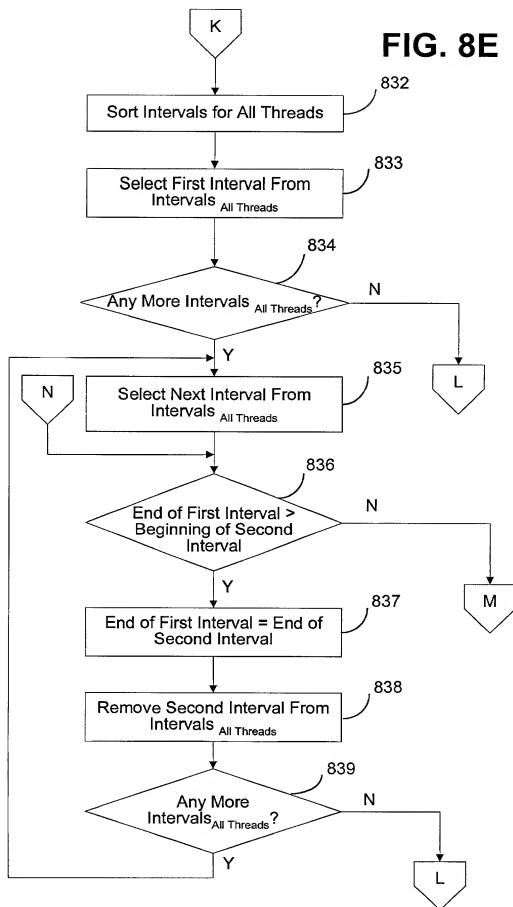 K
FIG. 8E
832
Sort Intervals for All Threads
833
Select First Interval From
Intervals All Threads
834
Any More Intervals All Threads?
N
Y
L
835
N
Select Next Interval From
Intervals All Threads
836
End of First Interval >
Beginning of Second
Interval
N
Y
M
837
End of First Interval = End of
Second Interval
838
Remove Second Interval From
Intervals All Threads
839
Any More
Intervals All Threads?
N
Y
L